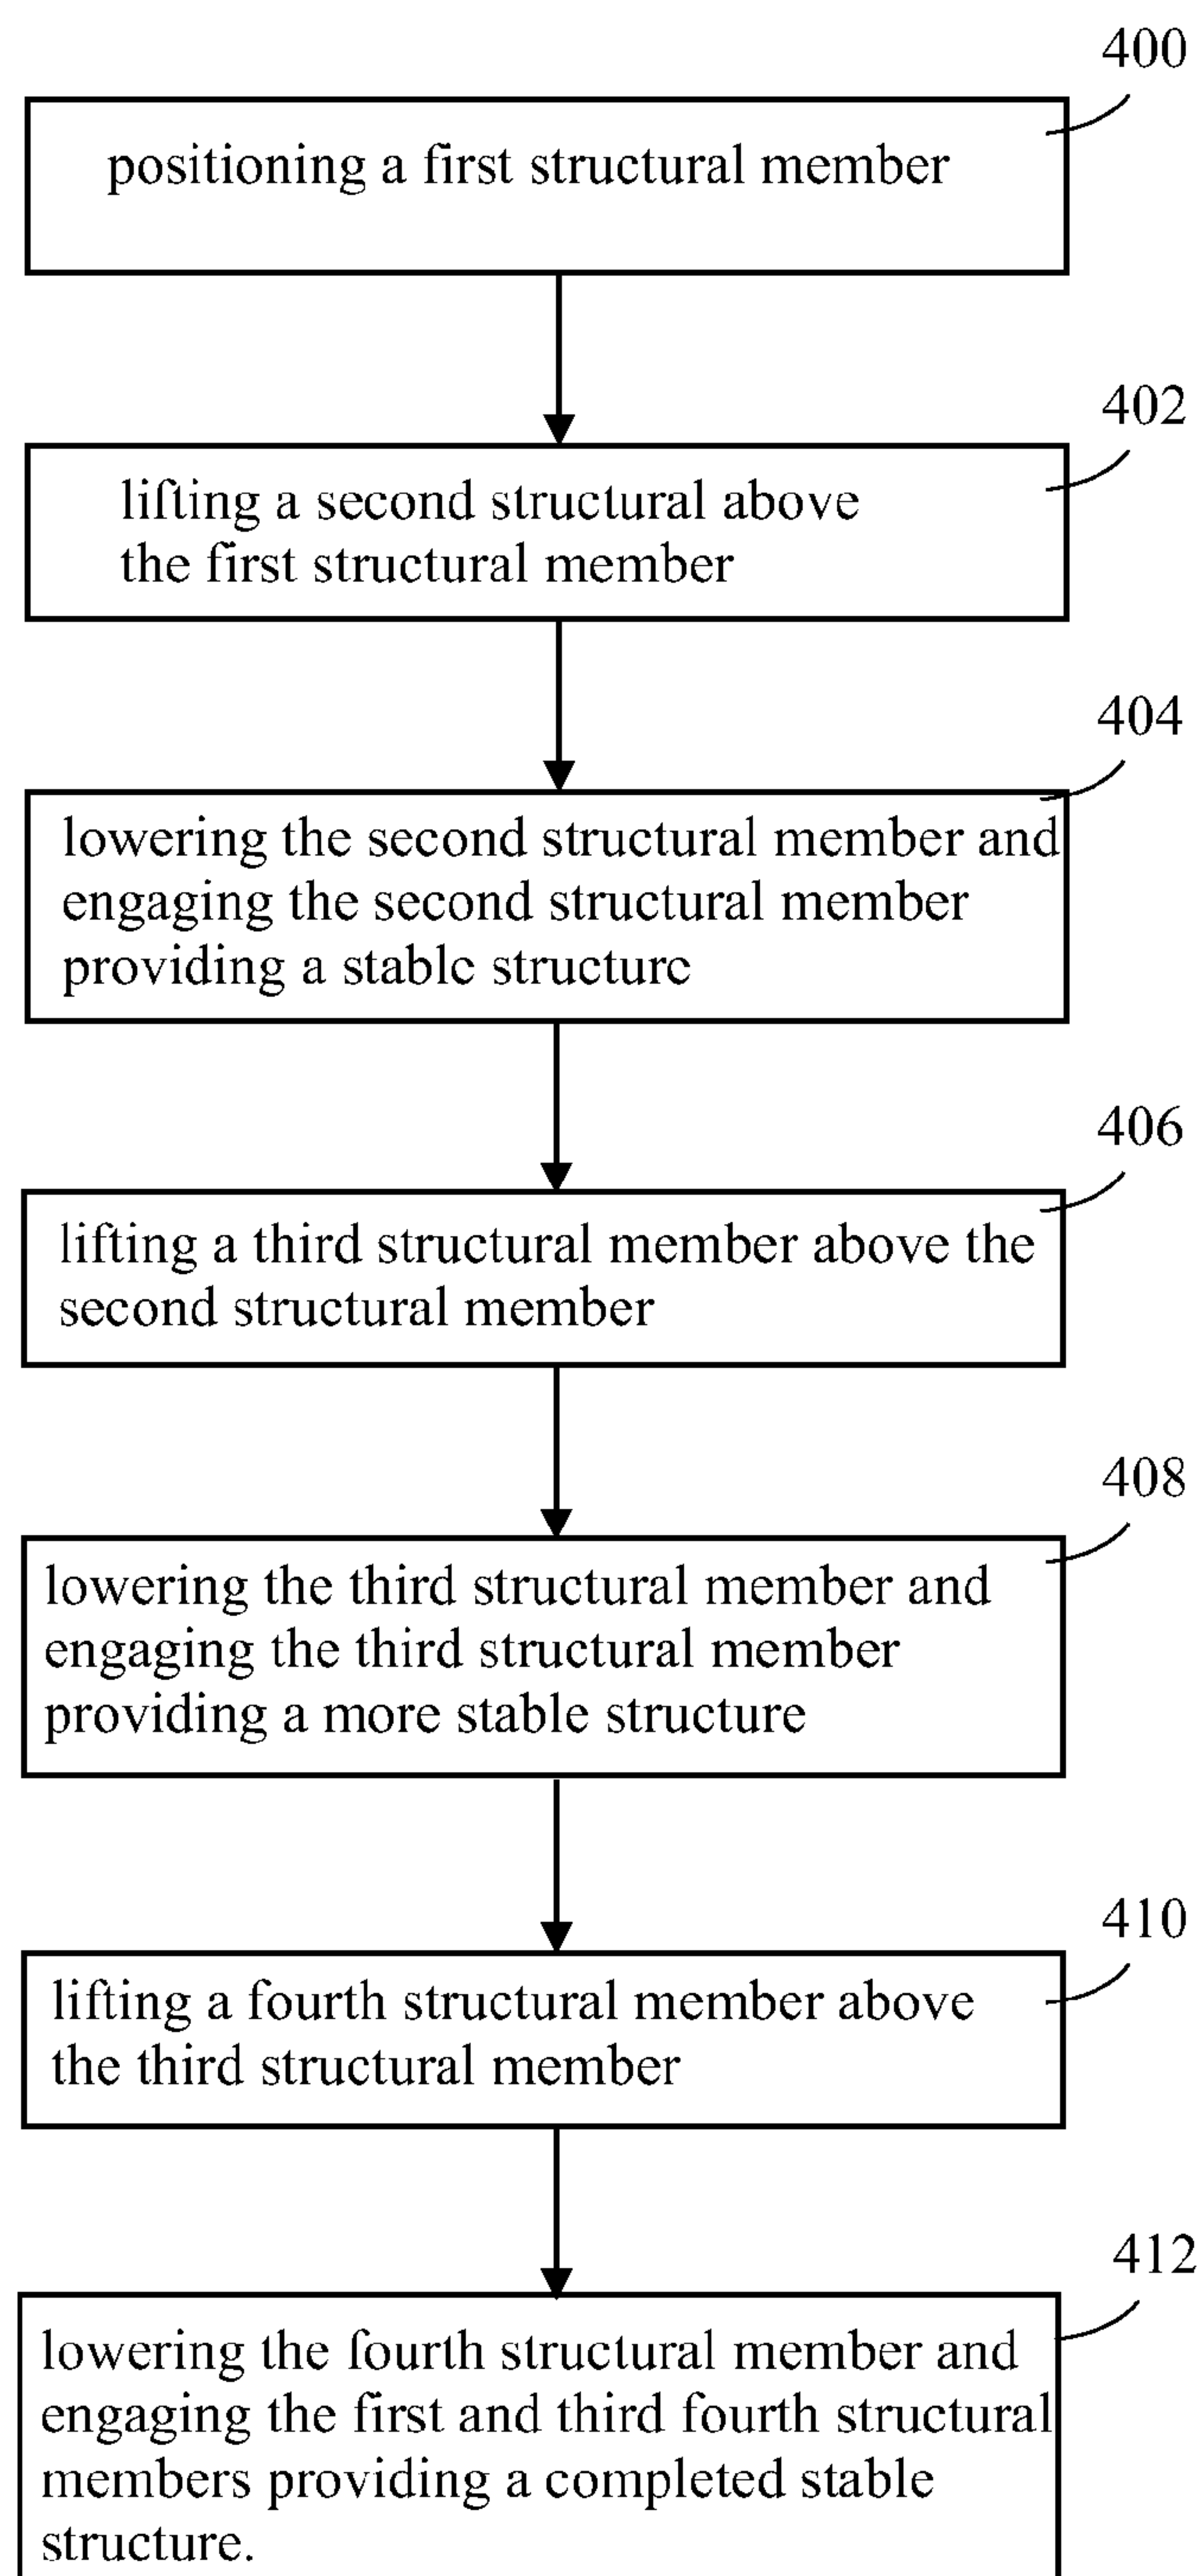 400
positioning a first structural member
402
lifting a second structural above
the first structural member
404
lowering the second structural member and
engaging the second structural member
providing a stable structure
406
lifting a third structural member above the
second structural member
408
lowering the third structural member and
engaging the third structural member
providing a more stable structure
410
lifting a fourth structural member above
the third structural member
412
lowering the fourth structural member and
engaging the first and third fourth structural
members providing a completed stable
structure.